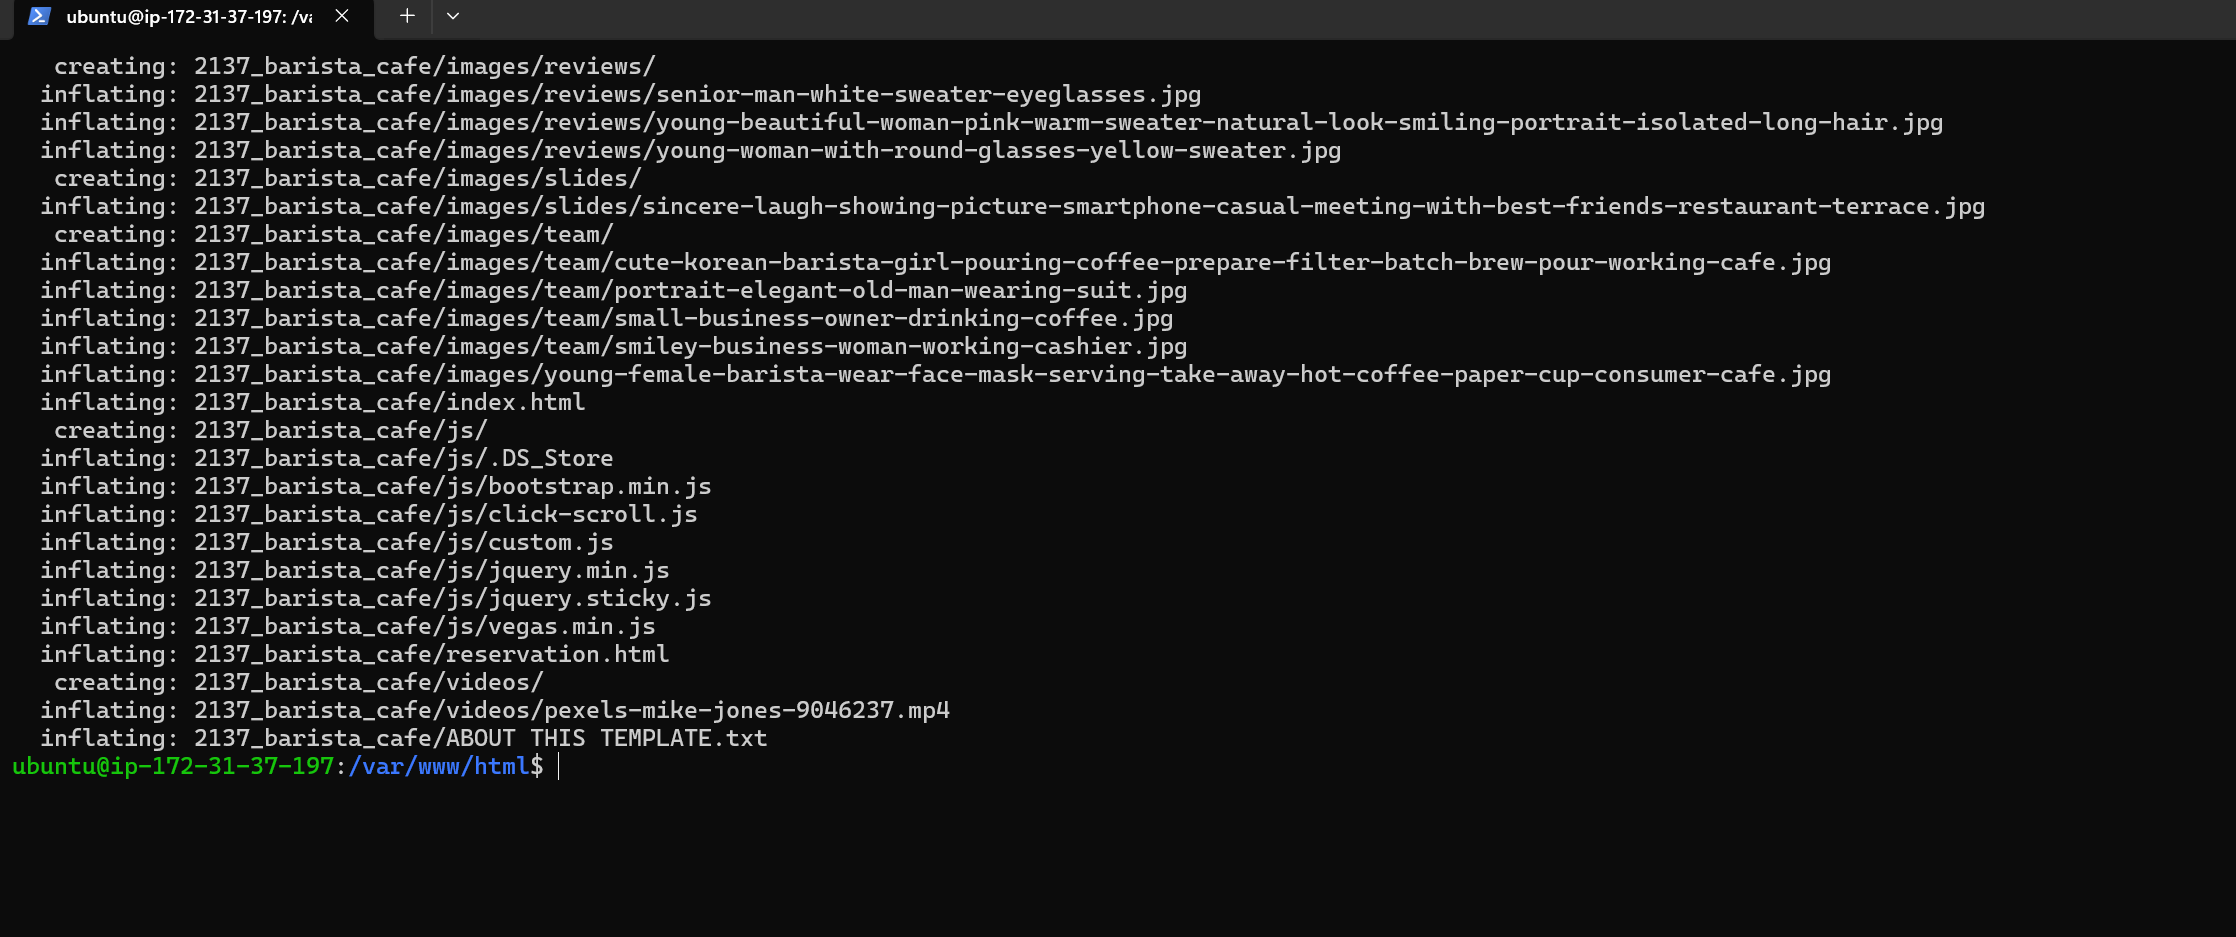 ubuntu@ip-172-31-37-197: /va
creating: 2137_barista_cafe/images/reviews/
inflating: 2137_barista_cafe/images/reviews/senior-man-white-sweater-eyeglasses.jpg
inflating: 2137_barista_cafe/images/reviews/young-beautiful-woman-pink-warm-sweater-natural-look-smiling-portrait-isolated-long-hair.jpg
inflating: 2137_barista_cafe/images/reviews/young-woman-with-round-glasses-yellow-sweater.jpg
creating: 2137_barista_cafe/images/slides/
inflating: 2137_barista_cafe/images/slides/sincere-laugh-showing-picture-smartphone-casual-meeting-with-best-friends-restaurant-terrace.jpg
creating: 2137_barista_cafe/images/team/
inflating: 2137_barista_cafe/images/team/cute-korean-barista-girl-pouring-coffee-prepare-filter-batch-brew-pour-working-cafe.jpg
inflating: 2137_barista_cafe/images/team/portrait-elegant-old-man-wearing-suit.jpg
inflating: 2137_barista_cafe/images/team/small-business-owner-drinking-coffee.jpg
inflating: 2137_barista_cafe/images/team/smiley-business-woman-working-cashier.jpg
inflating: 2137_barista_cafe/images/young-female-barista-wear-face-mask-serving-take-away-hot-coffee-paper-cup-consumer-cafe.jpg
inflating: 2137_barista_cafe/index.html
creating: 2137_barista_cafe/js/
inflating: 2137_barista_cafe/js/.DS_Store
inflating: 2137_barista_cafe/js/bootstrap.min.js
inflating: 2137_barista_cafe/js/click-scroll.js
inflating: 2137_barista_cafe/js/custom.js
inflating: 2137_barista_cafe/js/jquery.min.js
inflating: 2137_barista_cafe/js/jquery.sticky.js
inflating: 2137_barista_cafe/js/vegas.min.js
inflating: 2137_barista_cafe/reservation.html
creating: 2137_barista_cafe/videos/
inflating: 2137_barista_cafe/videos/pexels-mike-jones-9046237.mp4
inflating: 2137_barista_cafe/ABOUT THIS TEMPLATE.txt
ubuntu@ip-172-31-37-197:/var/www/html$